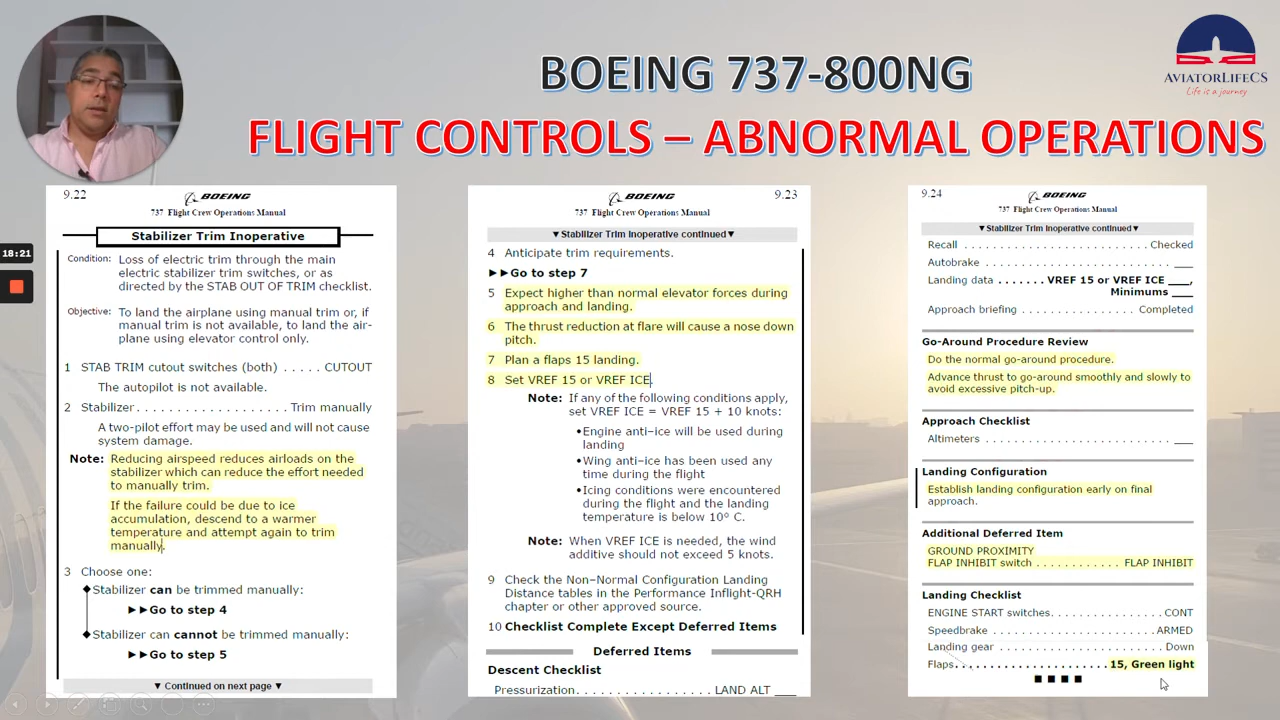 BOEING 737-800NG
FLIGHT CONTROLS – ABNORMAL OPERATIONS
AVIATORLIFECS
Life is a journey
18:21
9.22
BOEING
737 Flight Crew Operations Manual
Stabilizer Trim Inoperative
Condition: Loss of electric trim through the main
electric stabilizer trim switches, or as
directed by the STAB OUT OF TRIM checklist.
Objective: To land the airplane using manual trim or, if
manual trim is not available, to land the air-
plane using elevator control only.
1 STAB TRIM cutout switches (both) . . . . . CUTOUT
The autopilot is not available.
2 Stabilizer. . . . . . . . . . . . . . . . . . . . . Trim manually
A two-pilot effort may be used and will not cause
system damage.
Note: Reducing airspeed reduces airloads on the
stabilizer which can reduce the effort needed
to manually trim.
If the failure could be due to ice
accumulation, descend to a warmer
temperature and attempt again to trim
manually.
3 Choose one:
◆Stabilizer can be trimmed manually:
►►Go to step 4
◆Stabilizer can cannot be trimmed manually:
►►Go to step 5
▼ Continued on next page ▼
BOEING 9.23
737 Flight Crew Operations Manual
▼Stabilizer Trim Inoperative continued▼
4 Anticipate trim requirements.
►►Go to step 7
5 Expect higher than normal elevator forces during
approach and landing.
6 The thrust reduction at flare will cause a nose down
pitch.
7 Plan a flaps 15 landing.
8 Set VREF 15 or VREF ICE.
Note: If any of the following conditions apply,
set VREF ICE = VREF 15 + 10 knots:
•Engine anti-ice will be used during
landing
•Wing anti-ice has been used any
time during the flight
•Icing conditions were encountered
during the flight and the landing
temperature is below 10° C.
Note: When VREF ICE is needed, the wind
additive should not exceed 5 knots.
9 Check the Non-Normal Configuration Landing
Distance tables in the Performance Inflight-QRH
chapter or other approved source.
10 Checklist Complete Except Deferred Items
Deferred Items
Descent Checklist
Pressurization . . . . . . . . . . . . . . . . . LAND ALT ___
9.24
BOEING
737 Flight Crew Operations Manual
▼Stabilizer Trim Inoperative continued▼
Recall . . . . . . . . . . . . . . . . . . . . . . . . . . Checked
Autobrake . . . . . . . . . . . . . . . . . . . . . . . . . . ___
Landing data . . . . . . . VREF 15 or VREF ICE ___,
Minimums ___
Approach briefing . . . . . . . . . . . . . . . . Completed
Go-Around Procedure Review
Do the normal go-around procedure.
Advance thrust to go-around smoothly and slowly to
avoid excessive pitch-up.
Approach Checklist
Altimeters . . . . . . . . . . . . . . . . . . . . . . . . . ___
Landing Configuration
Establish landing configuration early on final
approach.
Additional Deferred Item
GROUND PROXIMITY
FLAP INHIBIT switch . . . . . . . . . . . . FLAP INHIBIT
Landing Checklist
ENGINE START switches. . . . . . . . . . . . . . . . CONT
Speedbrake . . . . . . . . . . . . . . . . . . . . . . ARMED
Landing gear . . . . . . . . . . . . . . . . . . . . . . . Down
Flaps. . . . . . . . . . . . . . . . . . . . 15, Green light